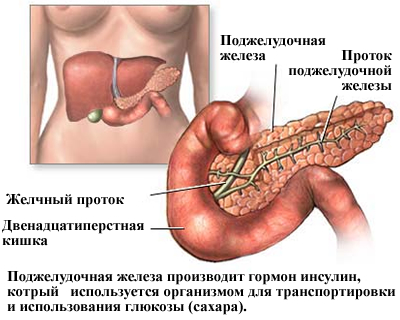 Поджелудочная
железа
Проток
поджелудочной
железы
Желчный проток
Двенадцатиперстная
кишка
Поджелудочная железа производит гормон инсулин,
котрый используется организмом для транспортировки
и использования глюкозы (сахара).